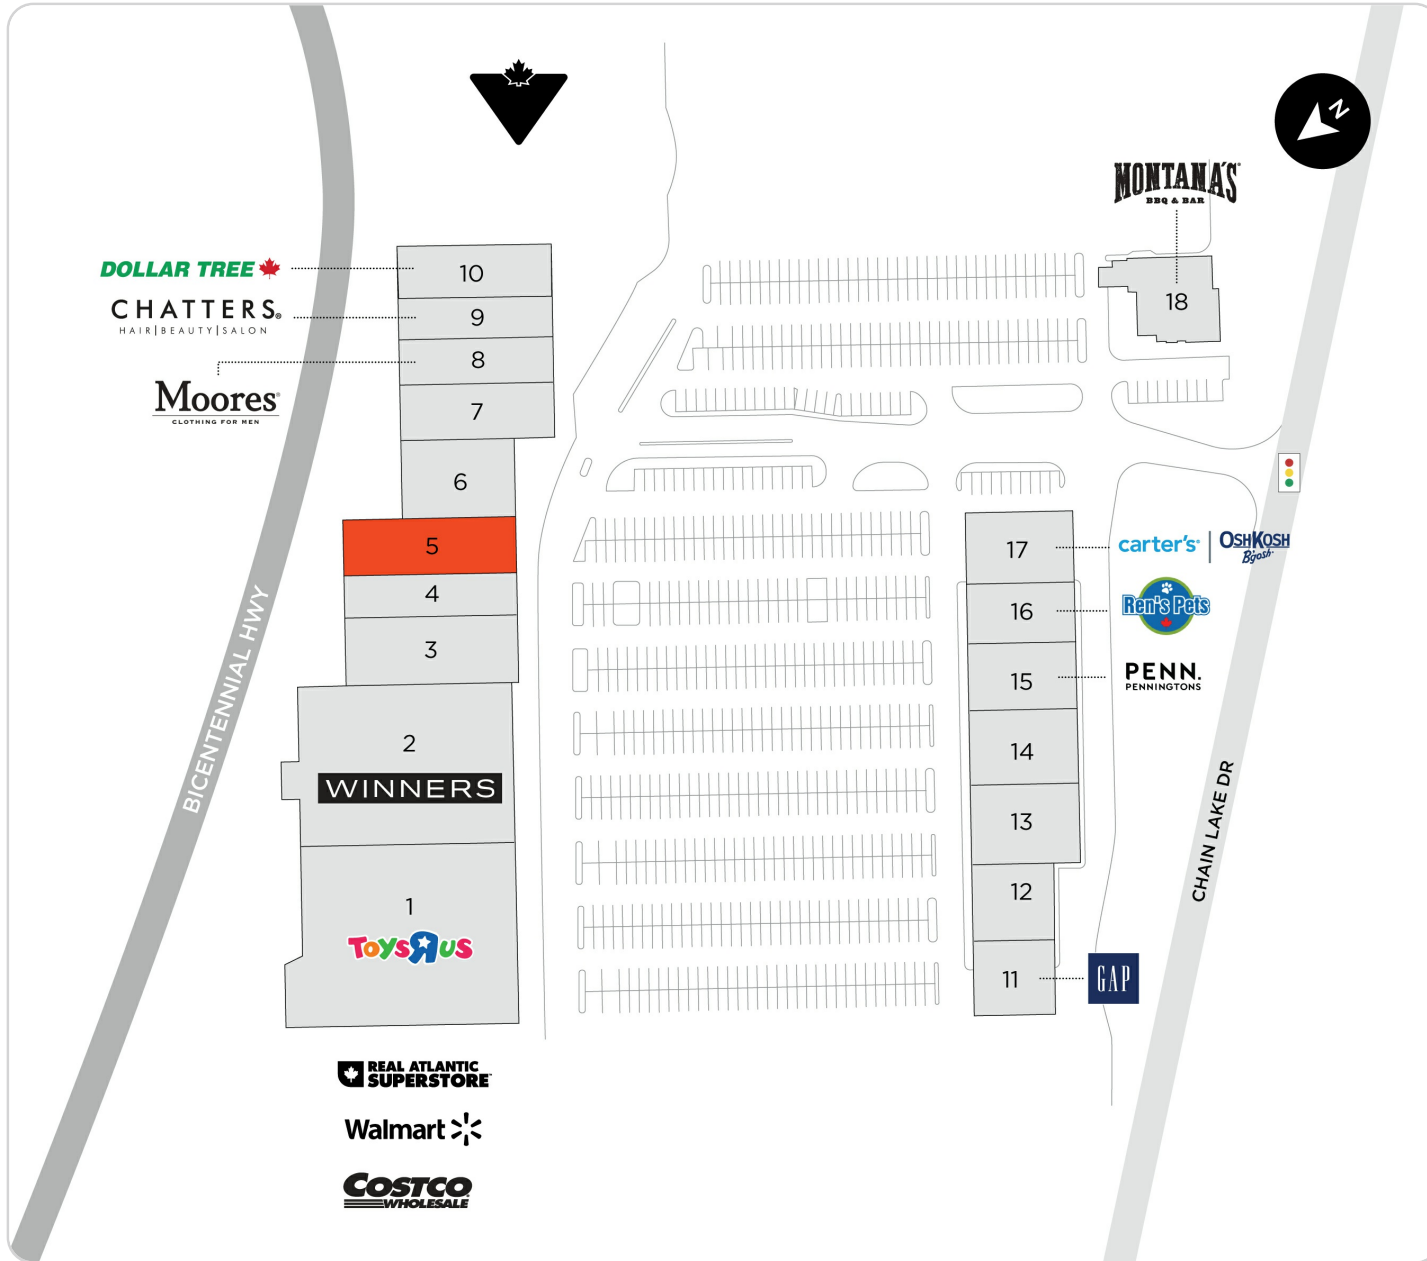 N
MONTANA'S
BBQ & BAR
18
DOLLAR TREE
10
CHATTERS®
HAIR|BEAUTY|SALON
9
8
Moores
CLOTHING FOR MEN
7
6
5
4
3
2
WINNERS
1
TOYS R US
BICENTENNIAL HWY
17
carter's
OSHKOSH
B'gosh
16
Ren's Pets
15
PENN.
PENNINGTONS
14
13
12
11
GAP
CHAIN LAKE DR
REAL ATLANTIC
SUPERSTORE™
Walmart
COSTCO
WHOLESALE